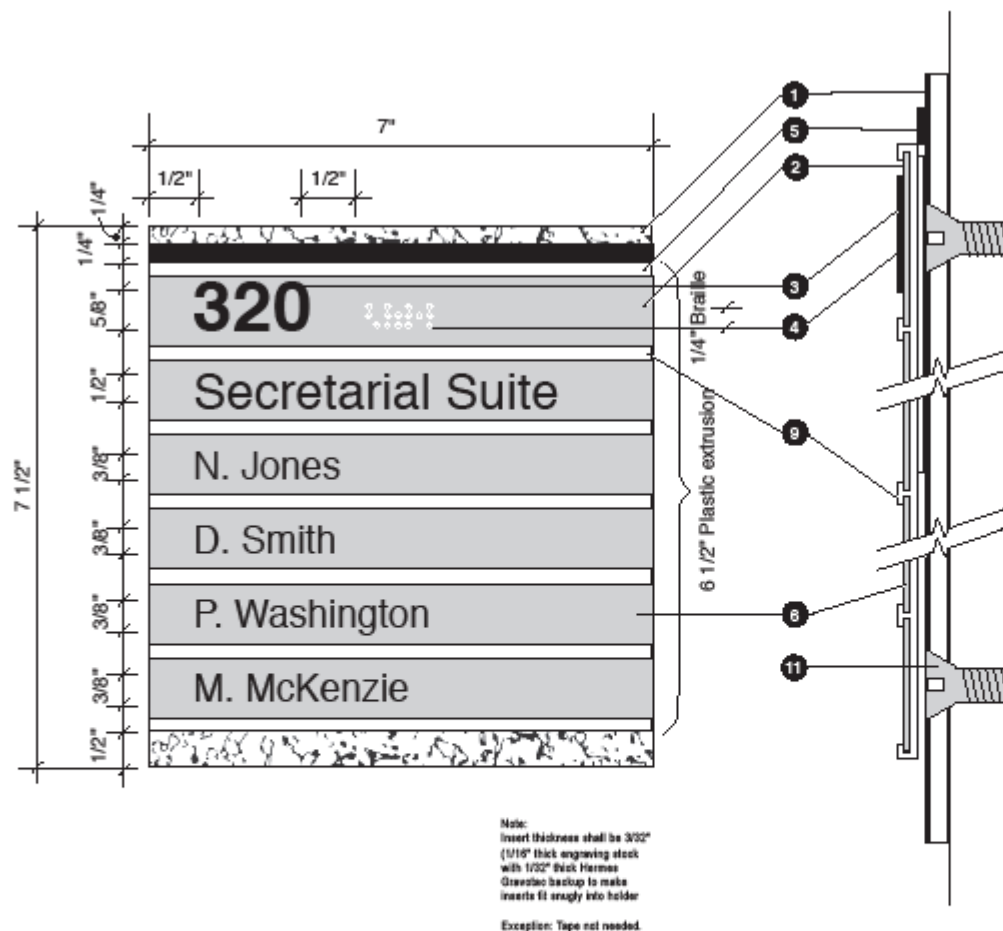 1
7"
5
1/2"
1/2"
2
1/4"
1/4"
3
320
5/8"
1/4" Braille
4
Secretarial Suite
1/2"
9
N. Jones
3/8"
7 1/2"
6 1/2" Plastic extrusion
D. Smith
3/8"
P. Washington
3/8"
11
M. McKenzie
3/8"
1/2"
Note:
Insert thickness shall be 3/32"
(1/16" thick engraving stock
with 1/32" thick Hermes
Gravotec backup to make
inserts fit snugly into holder
Exception: Tape not needed.